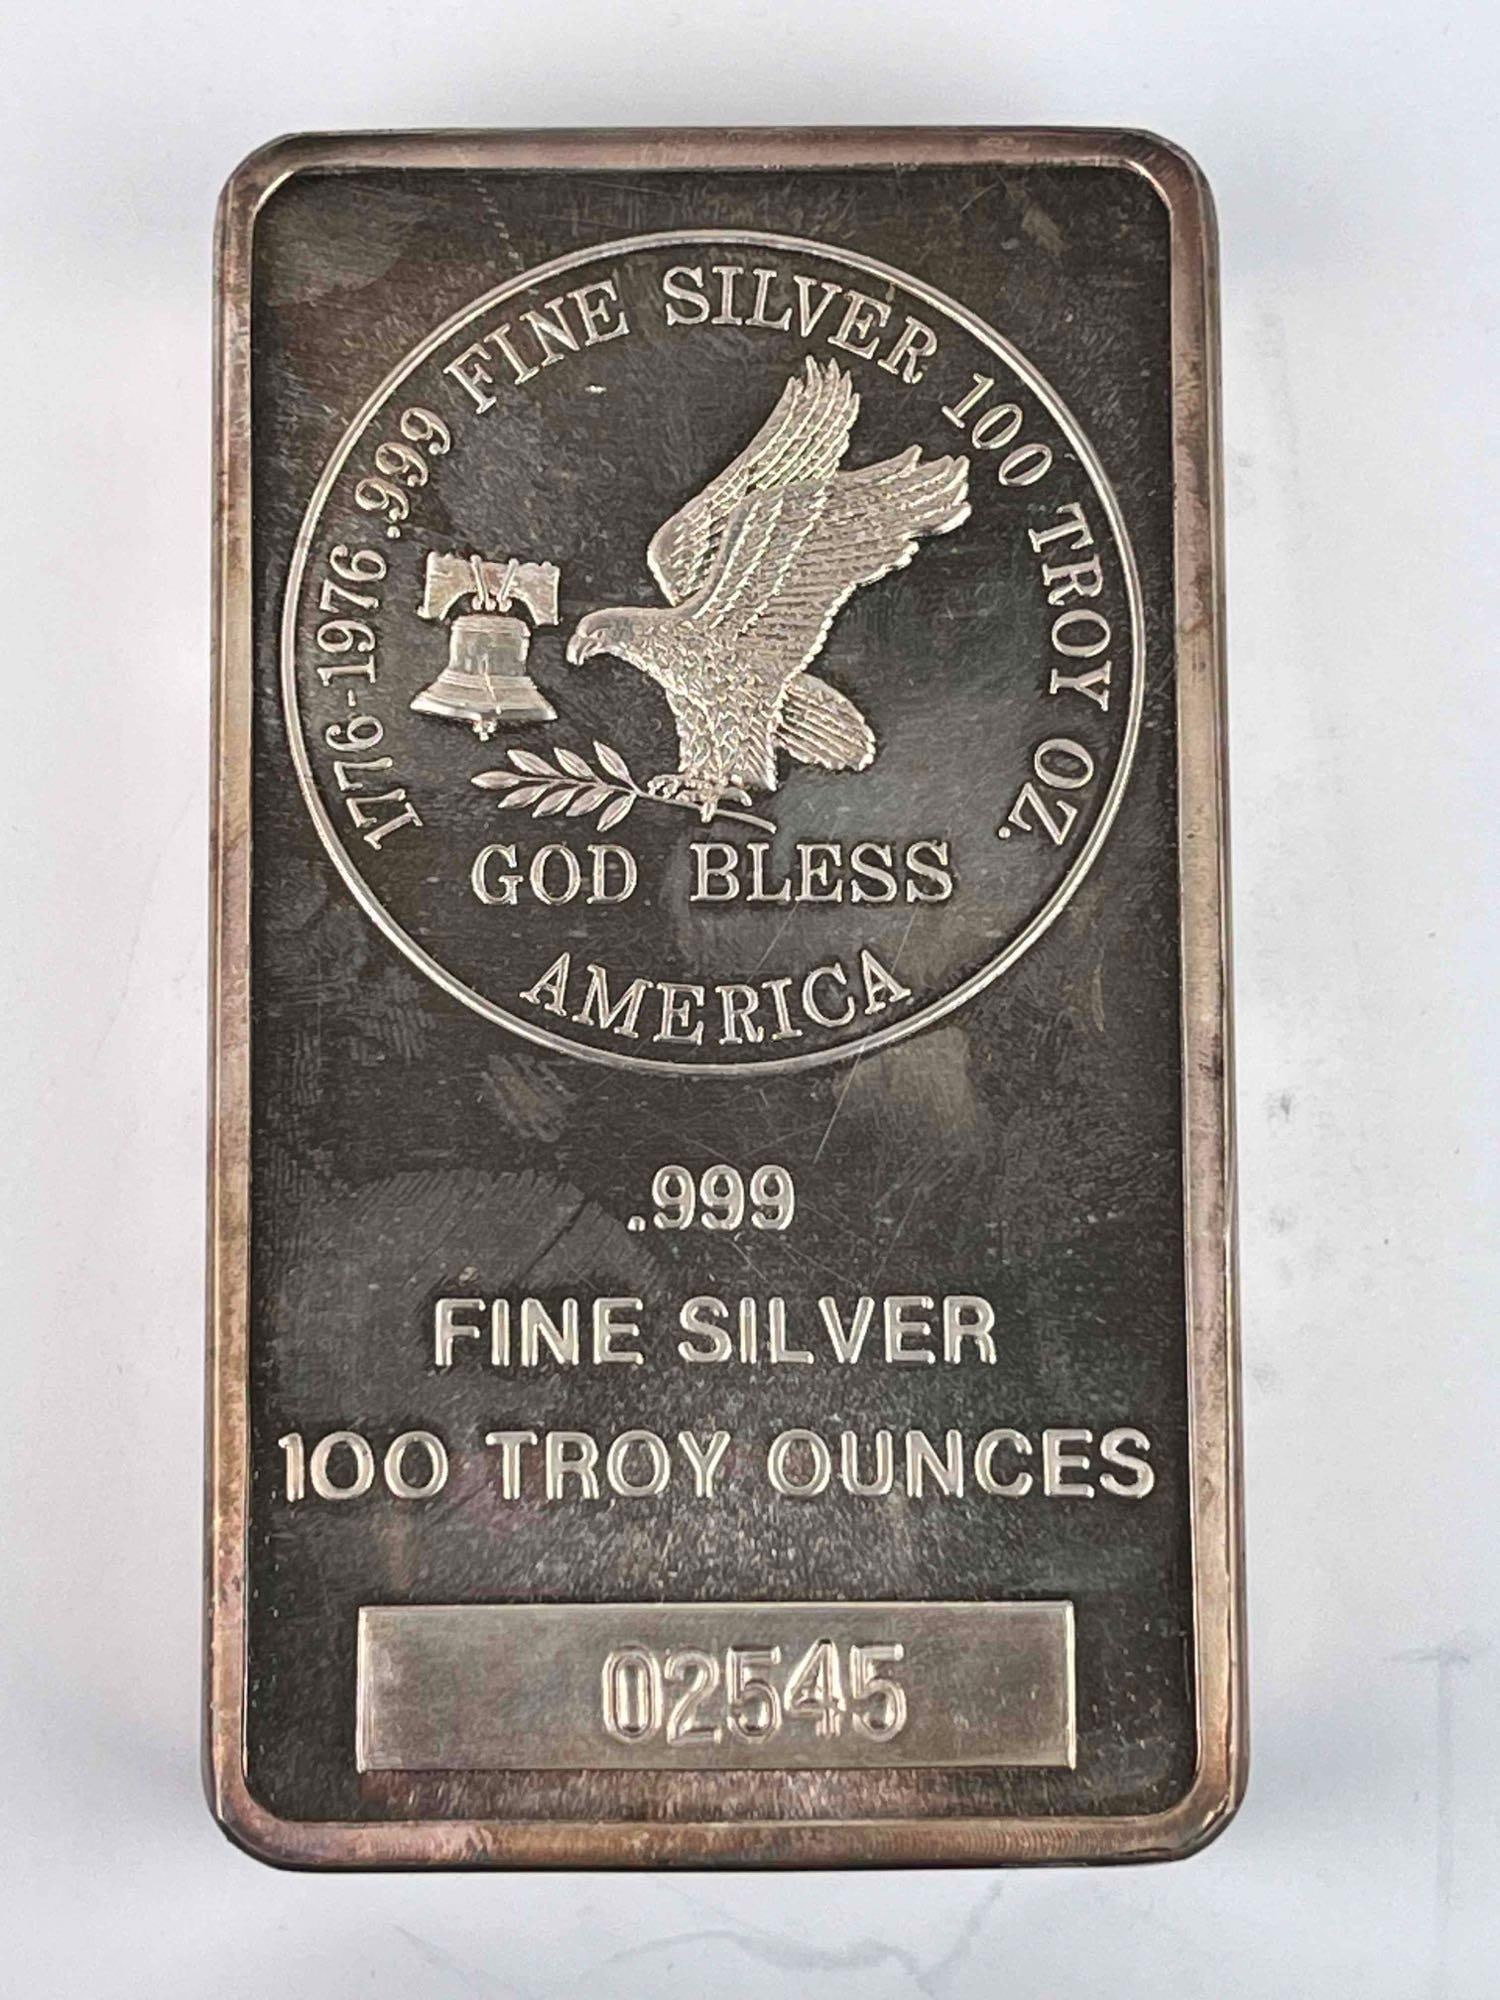 1776-1976 .999 FINE SILVER 100 TROY OZ.
GOD BLESS
AMERICA
.999
FINE SILVER
100 TROY OUNCES
02545